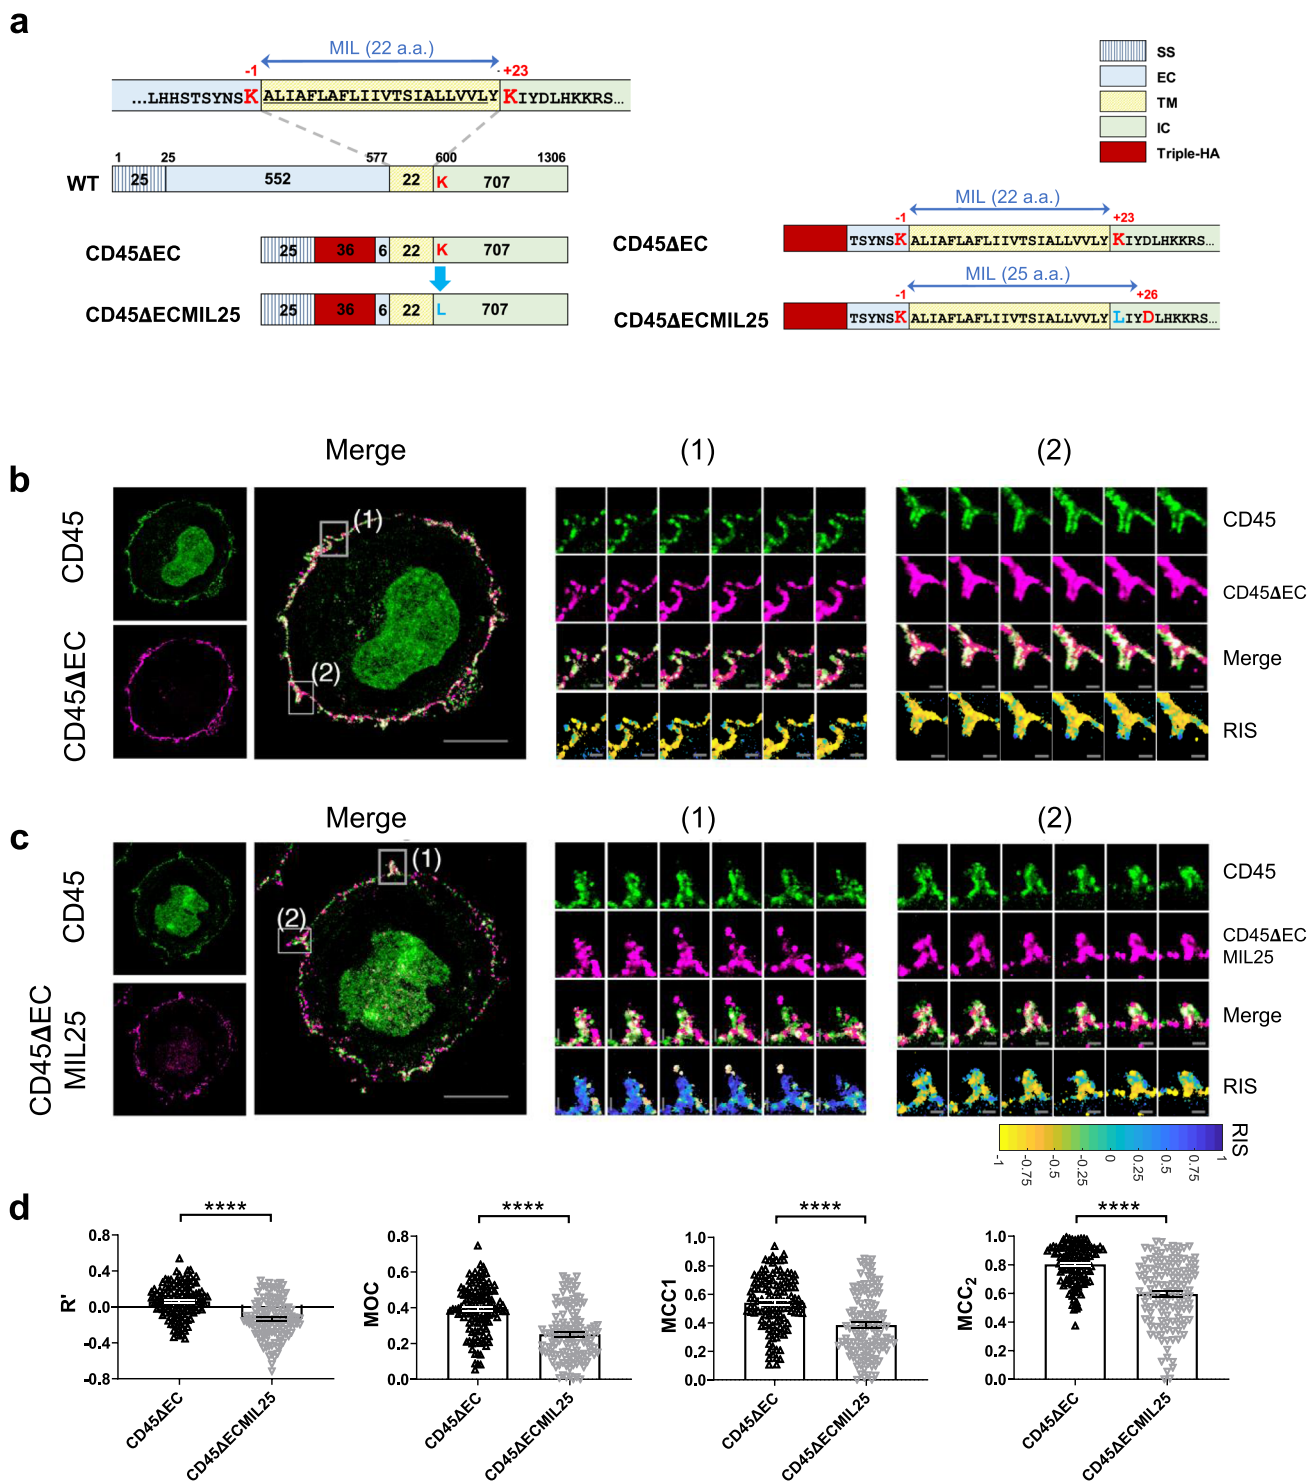 a
MIL (22 a.a.)
-1
+23
...LHHSTSYNSKALIAFLAFLIIVTSIALLVVLYKIYDLHKKRS...
SS
EC
TM
IC
Triple-HA
1 25 577 600 1306
WT 25 552 22 K 707
CD45ΔEC 25 36 6 22 K 707
CD45ΔECMIL25 25 36 6 22 L 707
MIL (22 a.a.)
-1 +23
CD45ΔEC TSYNSKALIAFLAFLIIVTSIALLVVLYKIYDLHKKRS...
MIL (25 a.a.)
-1 +26
CD45ΔECMIL25 TSYNSKALIAFLAFLIIVTSIALLVVLYLIYDLHKKRS...
b
Merge (1) (2)
CD45
CD45ΔEC
(1)
(2)
CD45
CD45ΔEC
Merge
RIS
c
Merge (1) (2)
CD45
CD45ΔEC
MIL25
(1)
(2)
CD45
CD45ΔEC
MIL25
Merge
RIS
RIS
-1 -0.75 -0.5 -0.25 0 0.25 0.5 0.75 1
d
R'
0.8
0.4
0.0
-0.4
-0.8
****
CD45ΔEC
CD45ΔECMIL25
MOC
0.8
0.6
0.4
0.2
0.0
****
CD45ΔEC
CD45ΔECMIL25
MCC1
1.0
0.8
0.6
0.4
0.2
0.0
****
CD45ΔEC
CD45ΔECMIL25
MCC2
1.0
0.8
0.6
0.4
0.2
0.0
****
CD45ΔEC
CD45ΔECMIL25